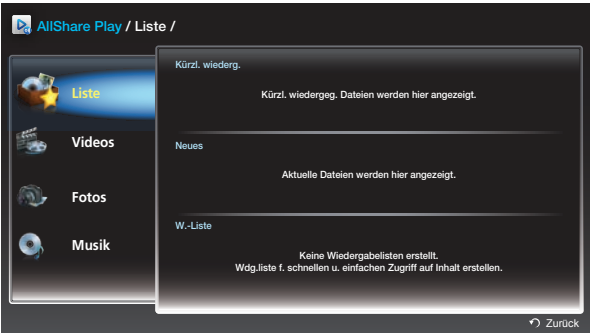 AllShare Play / Liste /
Liste
Videos
Fotos
Musik
Kürzl. wiederg.
Kürzl. wiedergeg. Dateien werden hier angezeigt.
Neues
Aktuelle Dateien werden hier angezeigt.
W.-Liste
Keine Wiedergabelisten erstellt.
Wdg.liste f. schnellen u. einfachen Zugriff auf Inhalt erstellen.
Zurück